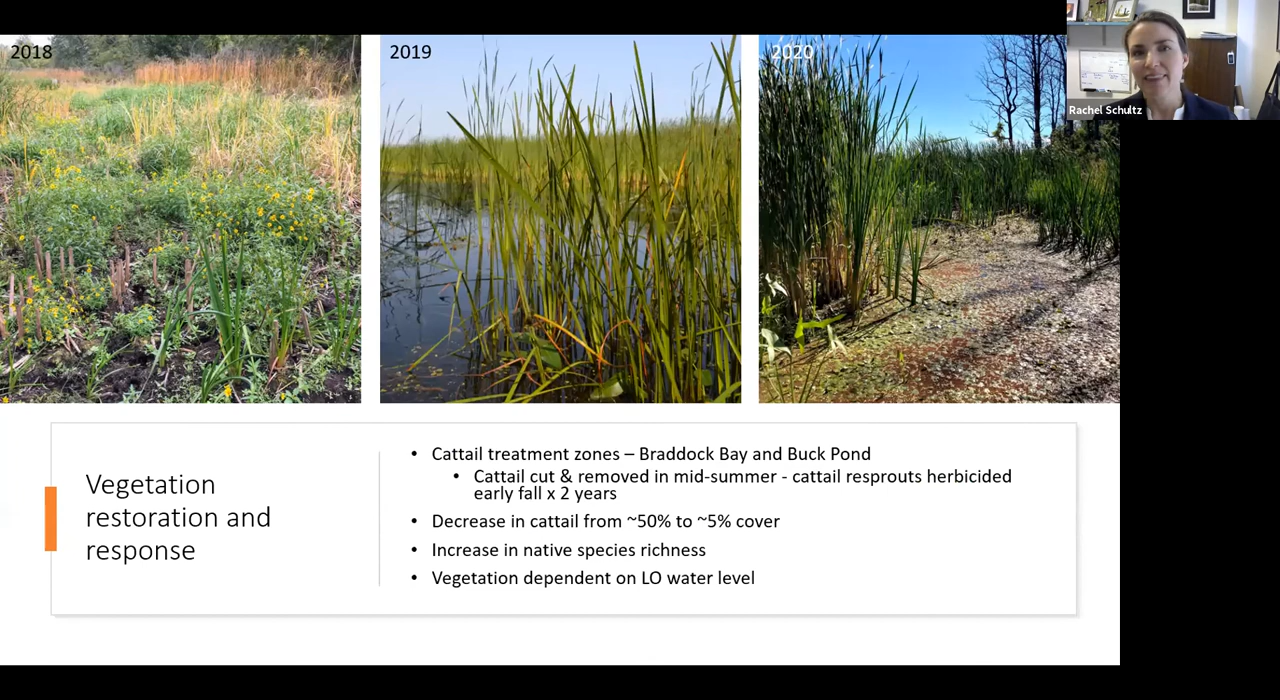 2018
2019
2020
Rachel Schultz
Vegetation
restoration and
response
• Cattail treatment zones – Braddock Bay and Buck Pond
• Cattail cut & removed in mid-summer - cattail resprouts herbicided
early fall x 2 years
• Decrease in cattail from ~50% to ~5% cover
• Increase in native species richness
• Vegetation dependent on LO water level